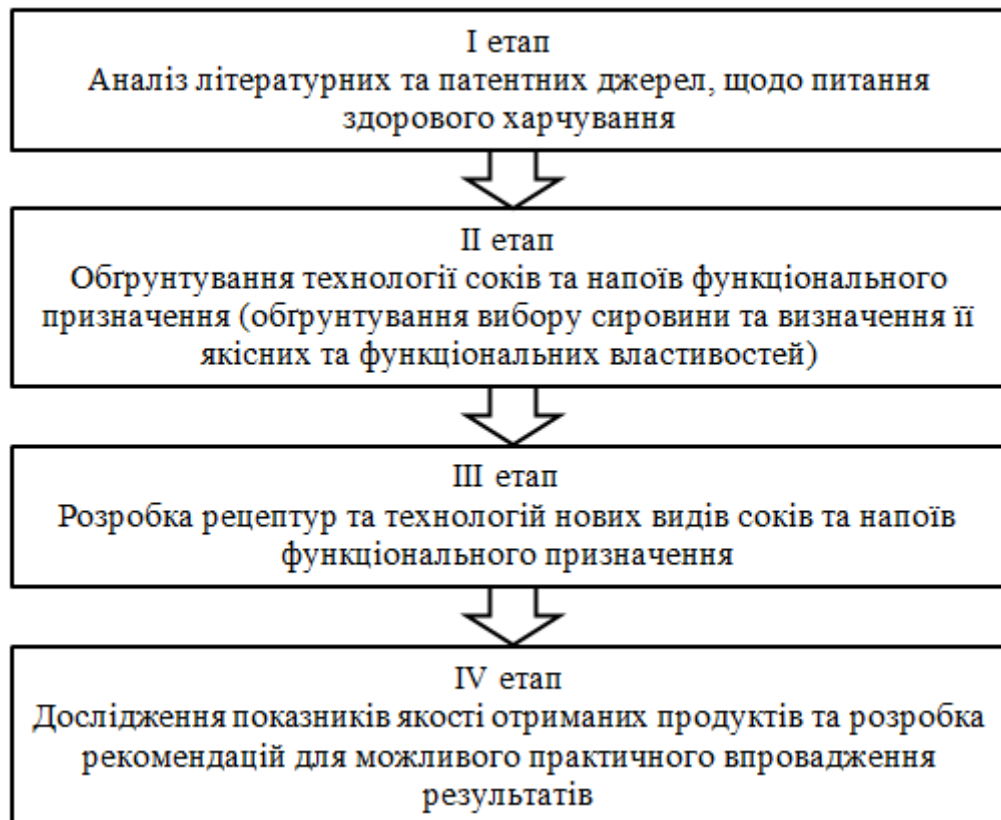 І етап
Аналіз літературних та патентних джерел, щодо питання
здорового харчування
ІІ етап
Обґрунтування технології соків та напоїв функціонального
призначення (обґрунтування вибору сировини та визначення її
якісних та функціональних властивостей)
ІІІ етап
Розробка рецептур та технологій нових видів соків та напоїв
функціонального призначення
IV етап
Дослідження показників якості отриманих продуктів та розробка
рекомендацій для можливого практичного впровадження
результатів